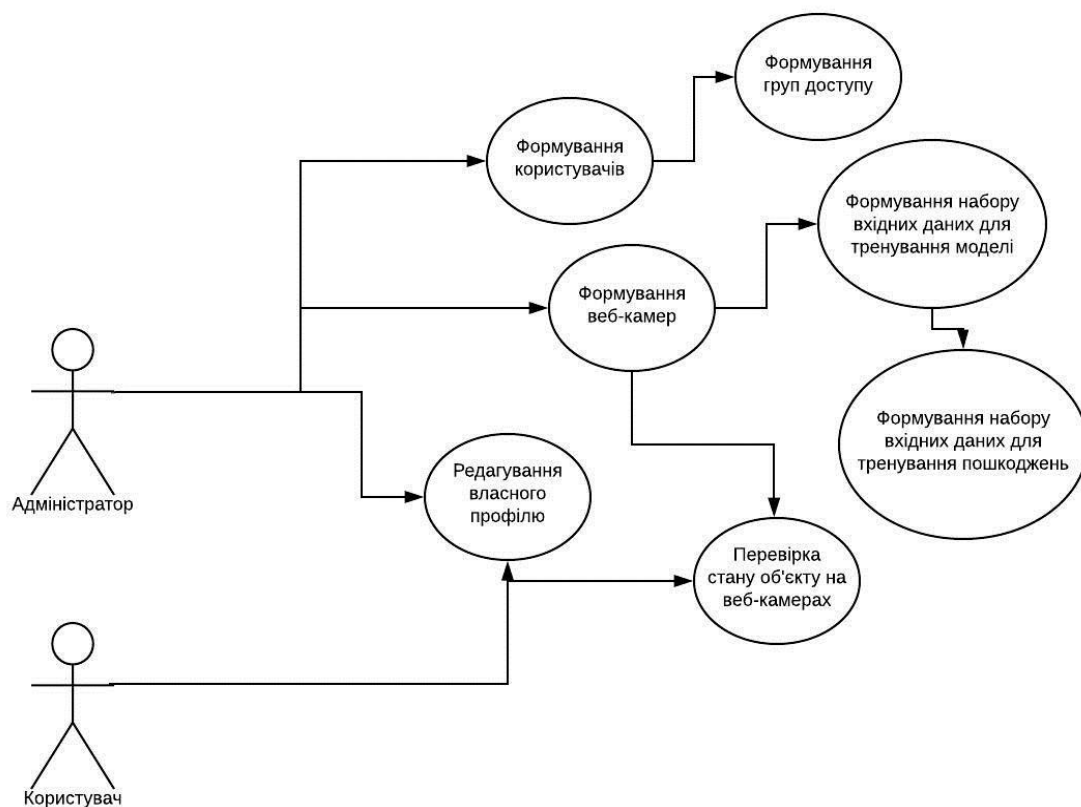 Формування
груп доступу
Формування
користувачів
Формування набору
вхідних даних для
тренування моделі
Формування
веб-камер
Формування набору
вхідних даних для
тренування пошкоджень
Адміністратор
Редагування
власного
профілю
Перевірка
стану об'єкту на
веб-камерах
Користувач